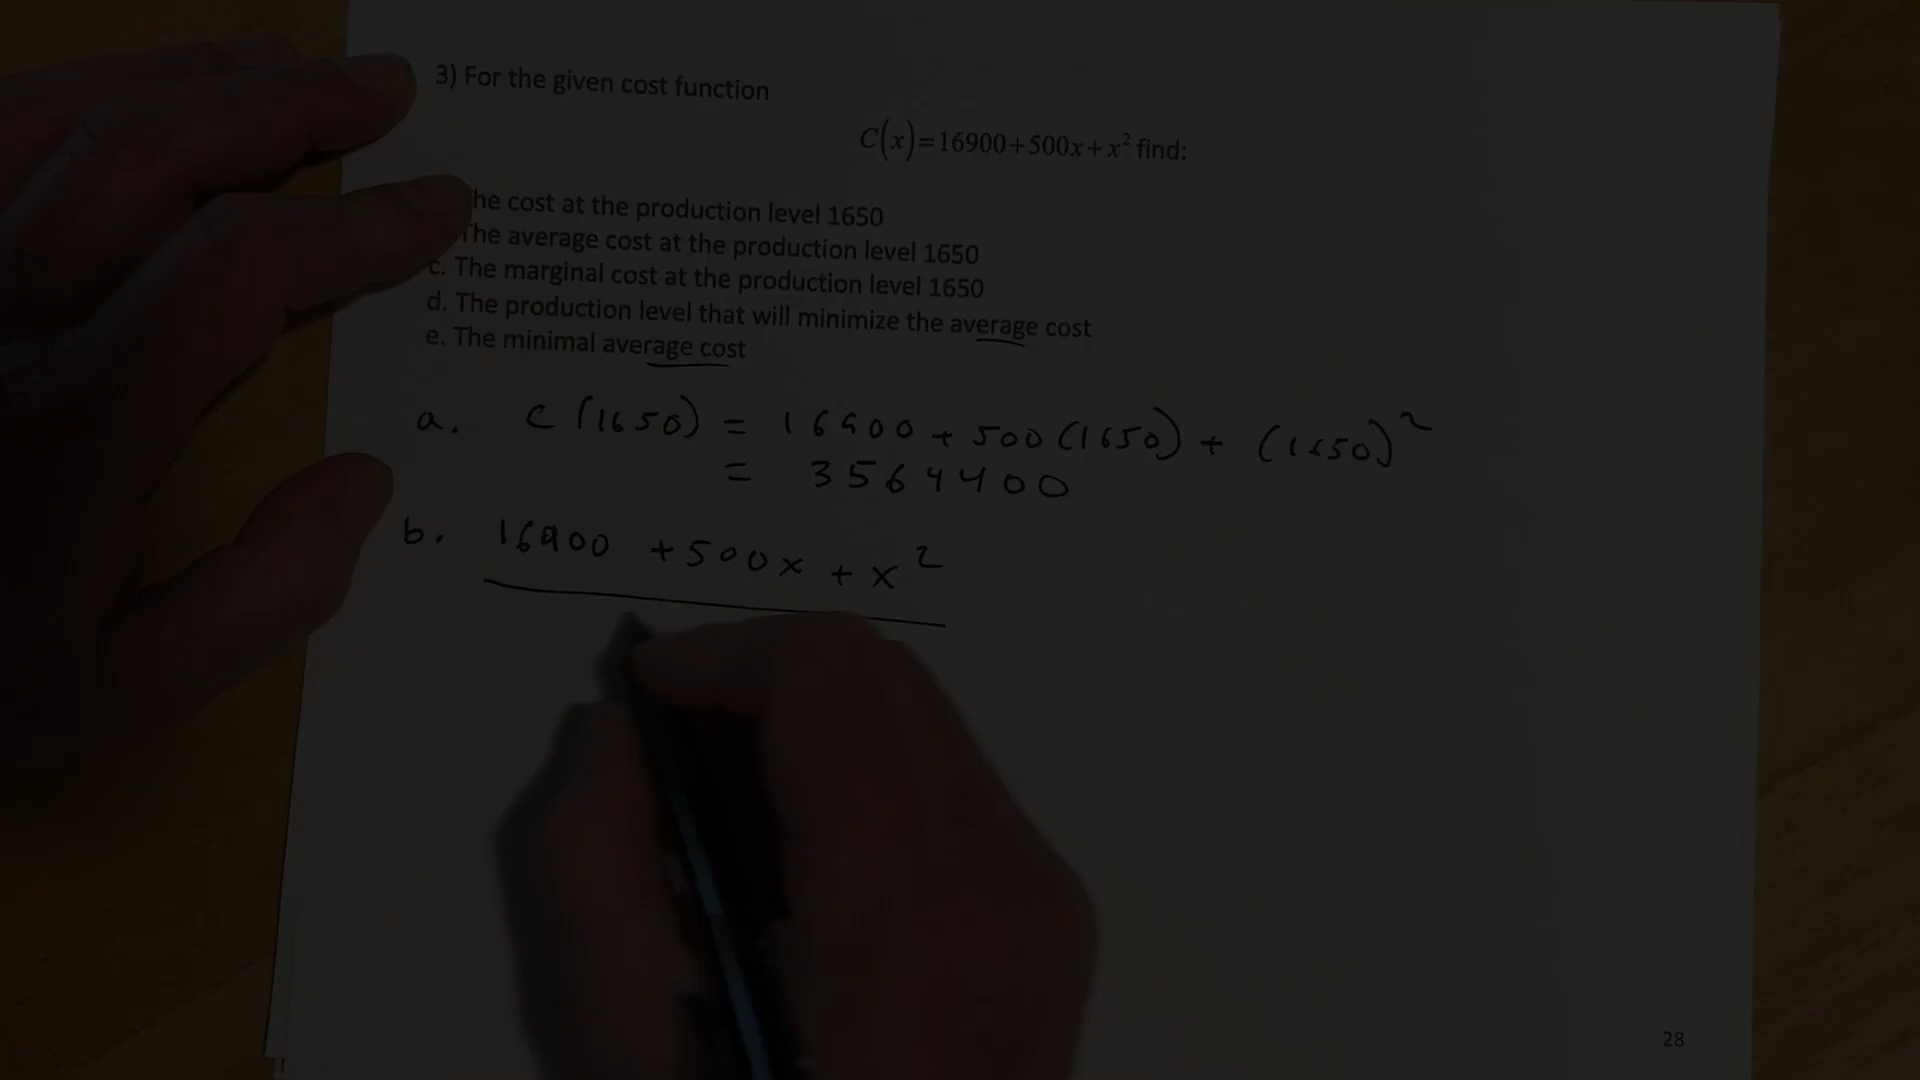 3) For the given cost function
C(x)=16900+500x+x² find:
he cost at the production level 1650
The average cost at the production level 1650
c. The marginal cost at the production level 1650
d. The production level that will minimize the average cost
e. The minimal average cost
a. C(1650) = 16900 + 500(1650) + (1650)²
= 3564400
b. 16900 + 500x + x²
28